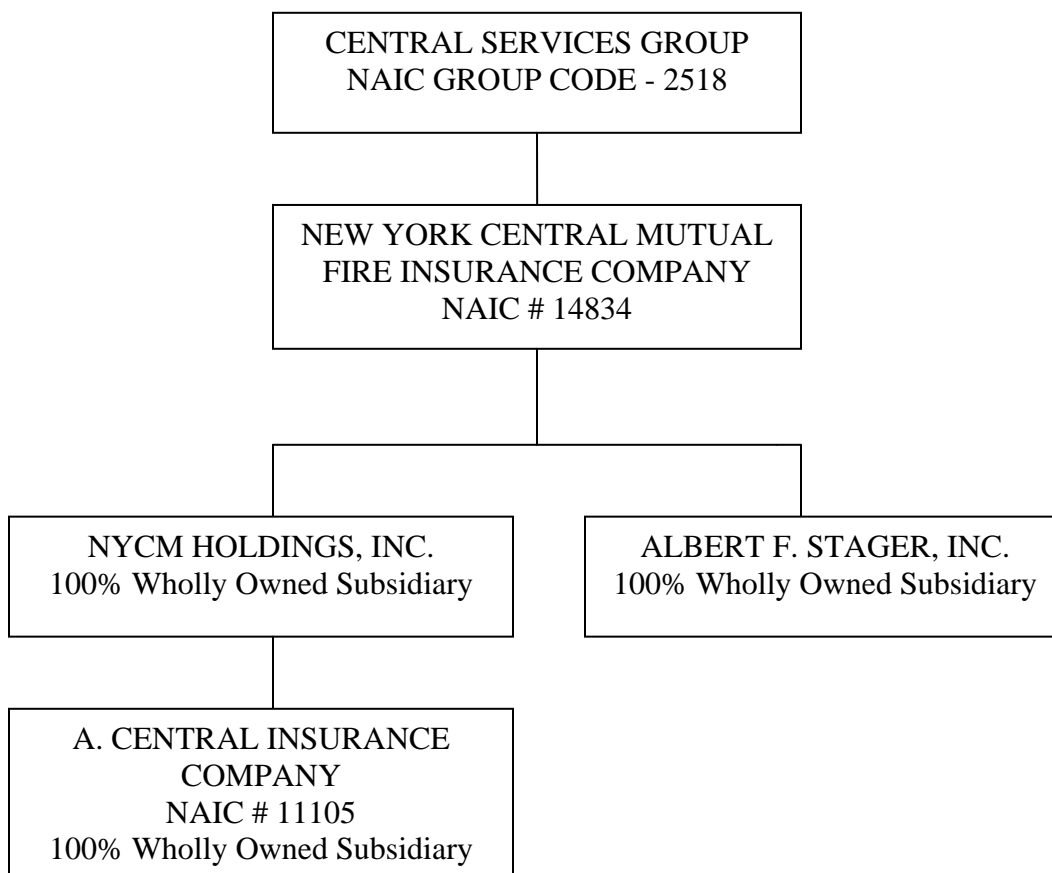 CENTRAL SERVICES GROUP
NAIC GROUP CODE - 2518
NEW YORK CENTRAL MUTUAL
FIRE INSURANCE COMPANY
NAIC # 14834
NYCM HOLDINGS, INC.
100% Wholly Owned Subsidiary
ALBERT F. STAGER, INC.
100% Wholly Owned Subsidiary
A. CENTRAL INSURANCE
COMPANY
NAIC # 11105
100% Wholly Owned Subsidiary